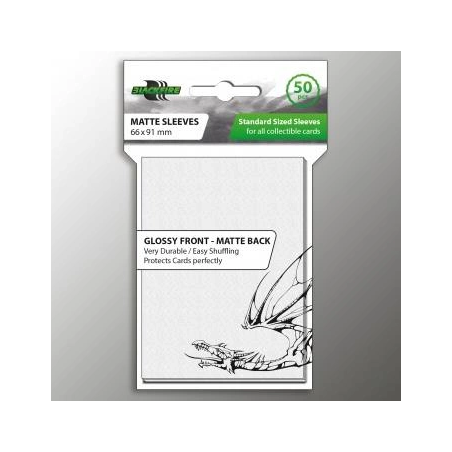 BLACKFIRE
50
pcs
MATTE SLEEVES
66 x 91 mm
Standard Sized Sleeves
for all collectible cards
GLOSSY FRONT - MATTE BACK
Very Durable / Easy Shuffling
Protects Cards perfectly